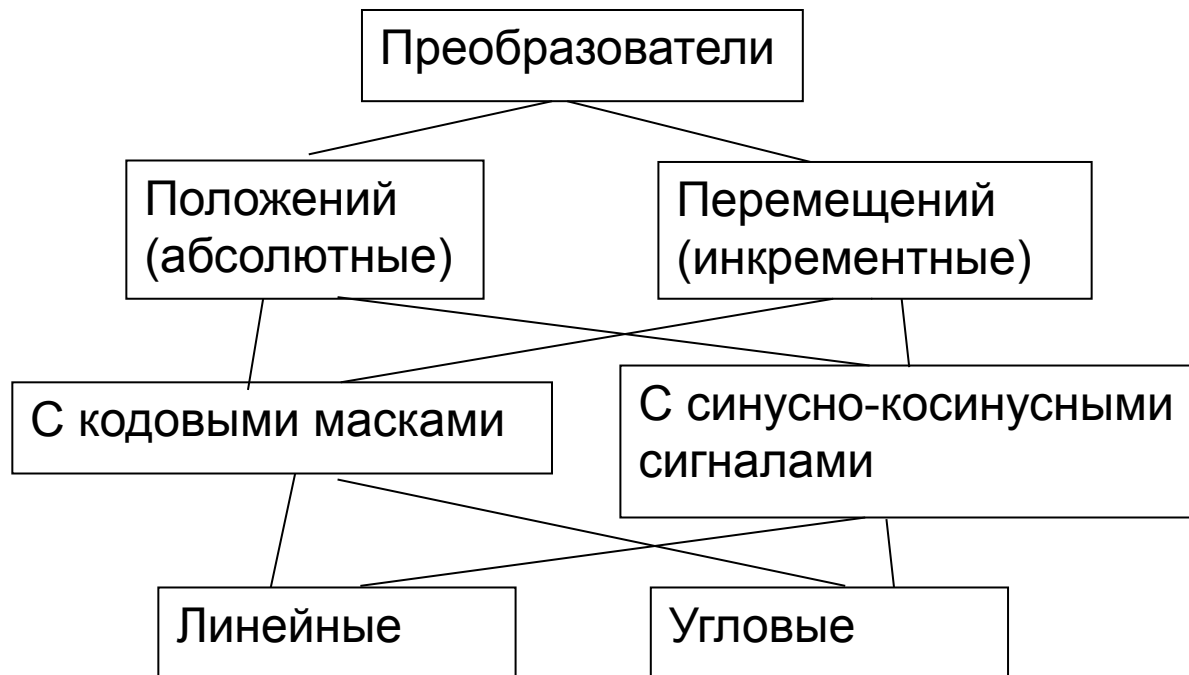 Преобразователи
Положений
(абсолютные)
Перемещений
(инкрементные)
С кодовыми масками
С синусно-косинусными
сигналами
Линейные
Угловые